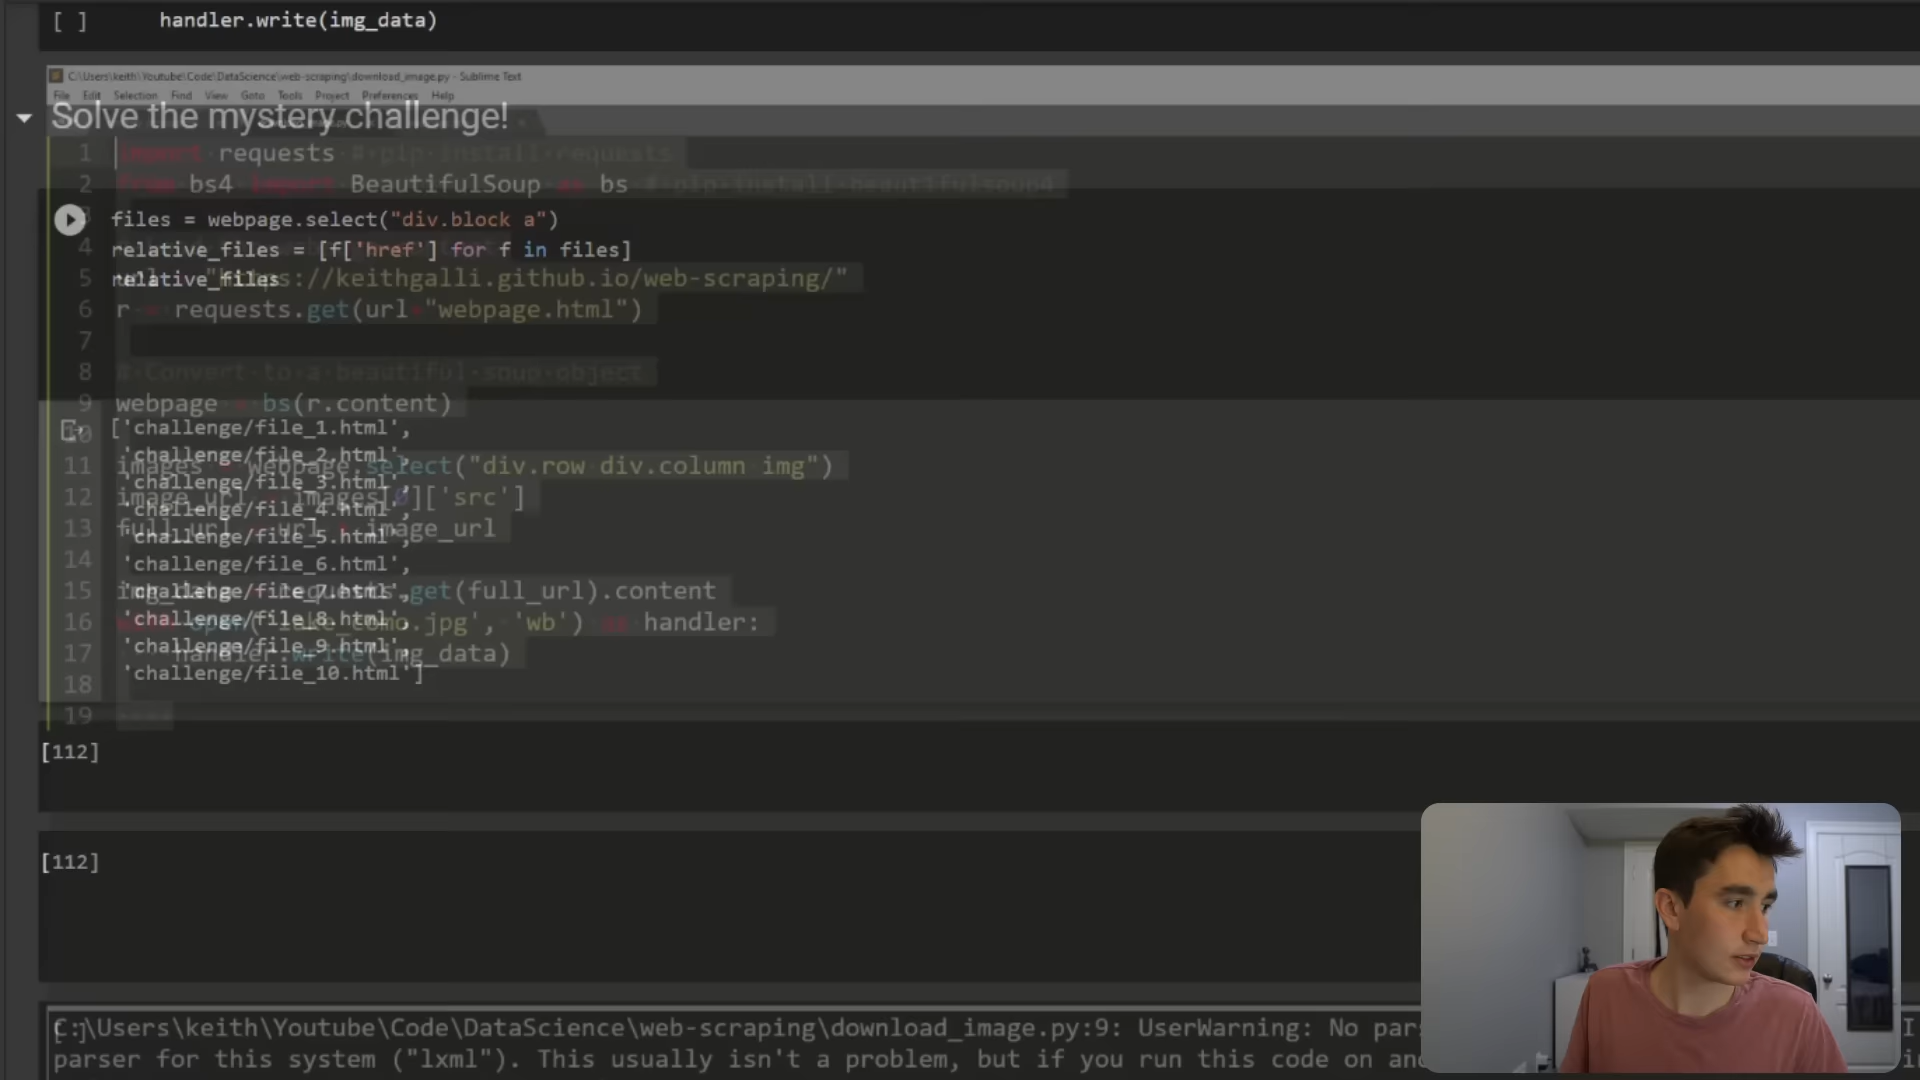 [ ] handler.write(img_data)
C:\Users\keith\Youtube\Code\DataScience\web-scraping\download_image.py - Sublime Text
File Edit Selection Find View Goto Tools Project Preferences Help
Solve the mystery challenge!
1 import requests # pip install requests
2 from bs4 import BeautifulSoup as bs # pip install beautifulsoup4
3
files = webpage.select("div.block a")
4
relative_files = [f['href'] for f in files]
5 "https://keithgalli.github.io/web-scraping/"
relative_files
6 r = requests.get(url+"webpage.html")
7
8 # Convert to a beautiful soup object
9 webpage = bs(r.content)
10
['challenge/file_1.html',
'challenge/file_2.html',
11 images = webpage.select("div.row div.column img")
'challenge/file_3.html',
12 image_url = images[0]['src']
'challenge/file_4.html',
13 full_url = url + image_url
'challenge/file_5.html',
14
'challenge/file_6.html',
15 img_data = requests.get(full_url).content
'challenge/file_7.html',
16 with open('lake_como.jpg', 'wb') as handler:
'challenge/file_8.html',
17 handler.write(img_data)
'challenge/file_9.html',
'challenge/file_10.html']
18
19
[112]
[112]
C:\Users\keith\Youtube\Code\DataScience\web-scraping\download_image.py:9: UserWarning: No pars
parser for this system ("lxml"). This usually isn't a problem, but if you run this code on